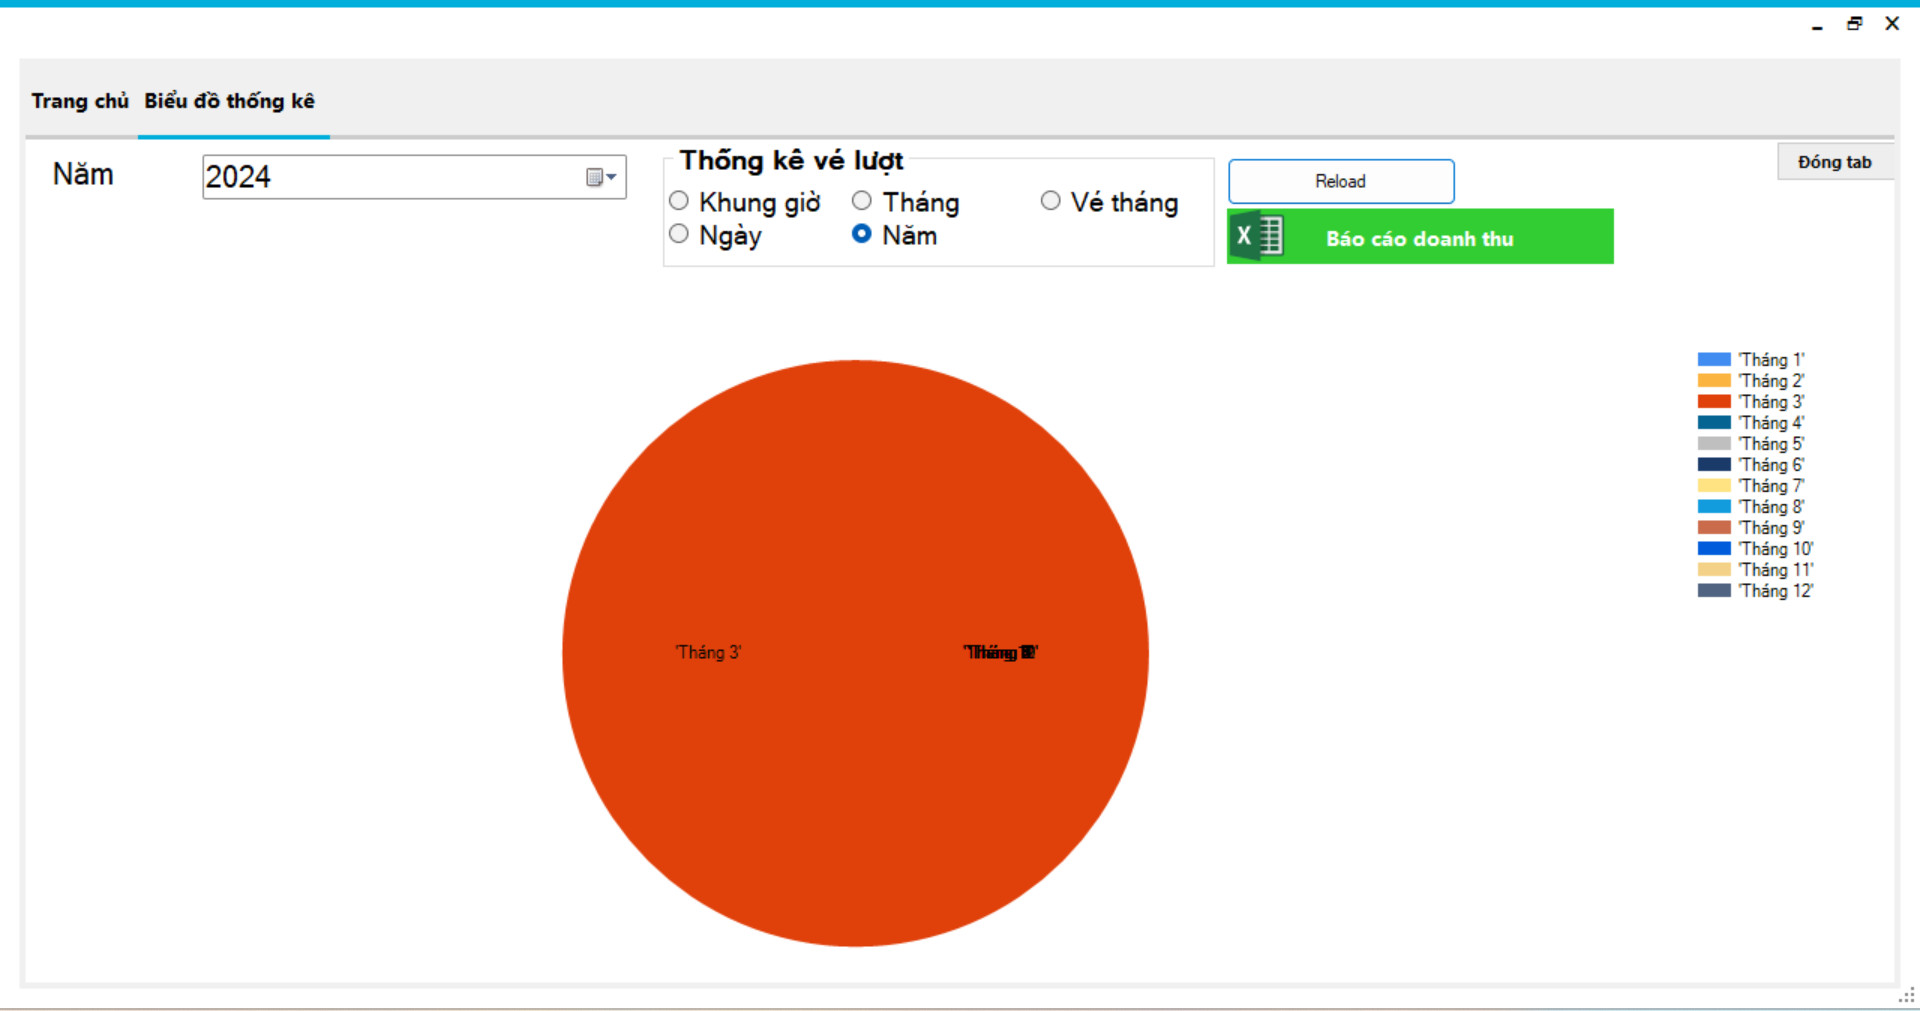 Trang chủ Biểu đồ thống kê
Năm
2024
Thống kê vé lượt
Khung giờ Tháng Vé tháng
Ngày Năm
Reload
Báo cáo doanh thu
Đóng tab
'Tháng 3'
'Tháng 1'
'Tháng 2'
'Tháng 3'
'Tháng 4'
'Tháng 5'
'Tháng 6'
'Tháng 7'
'Tháng 8'
'Tháng 9'
'Tháng 10'
'Tháng 11'
'Tháng 12'